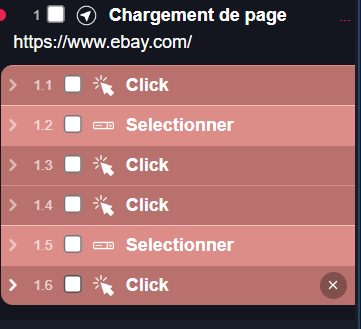 1 Chargement de page ...
https://www.ebay.com/
1.1 Click
1.2 Selectionner
1.3 Click
1.4 Click
1.5 Selectionner
1.6 Click